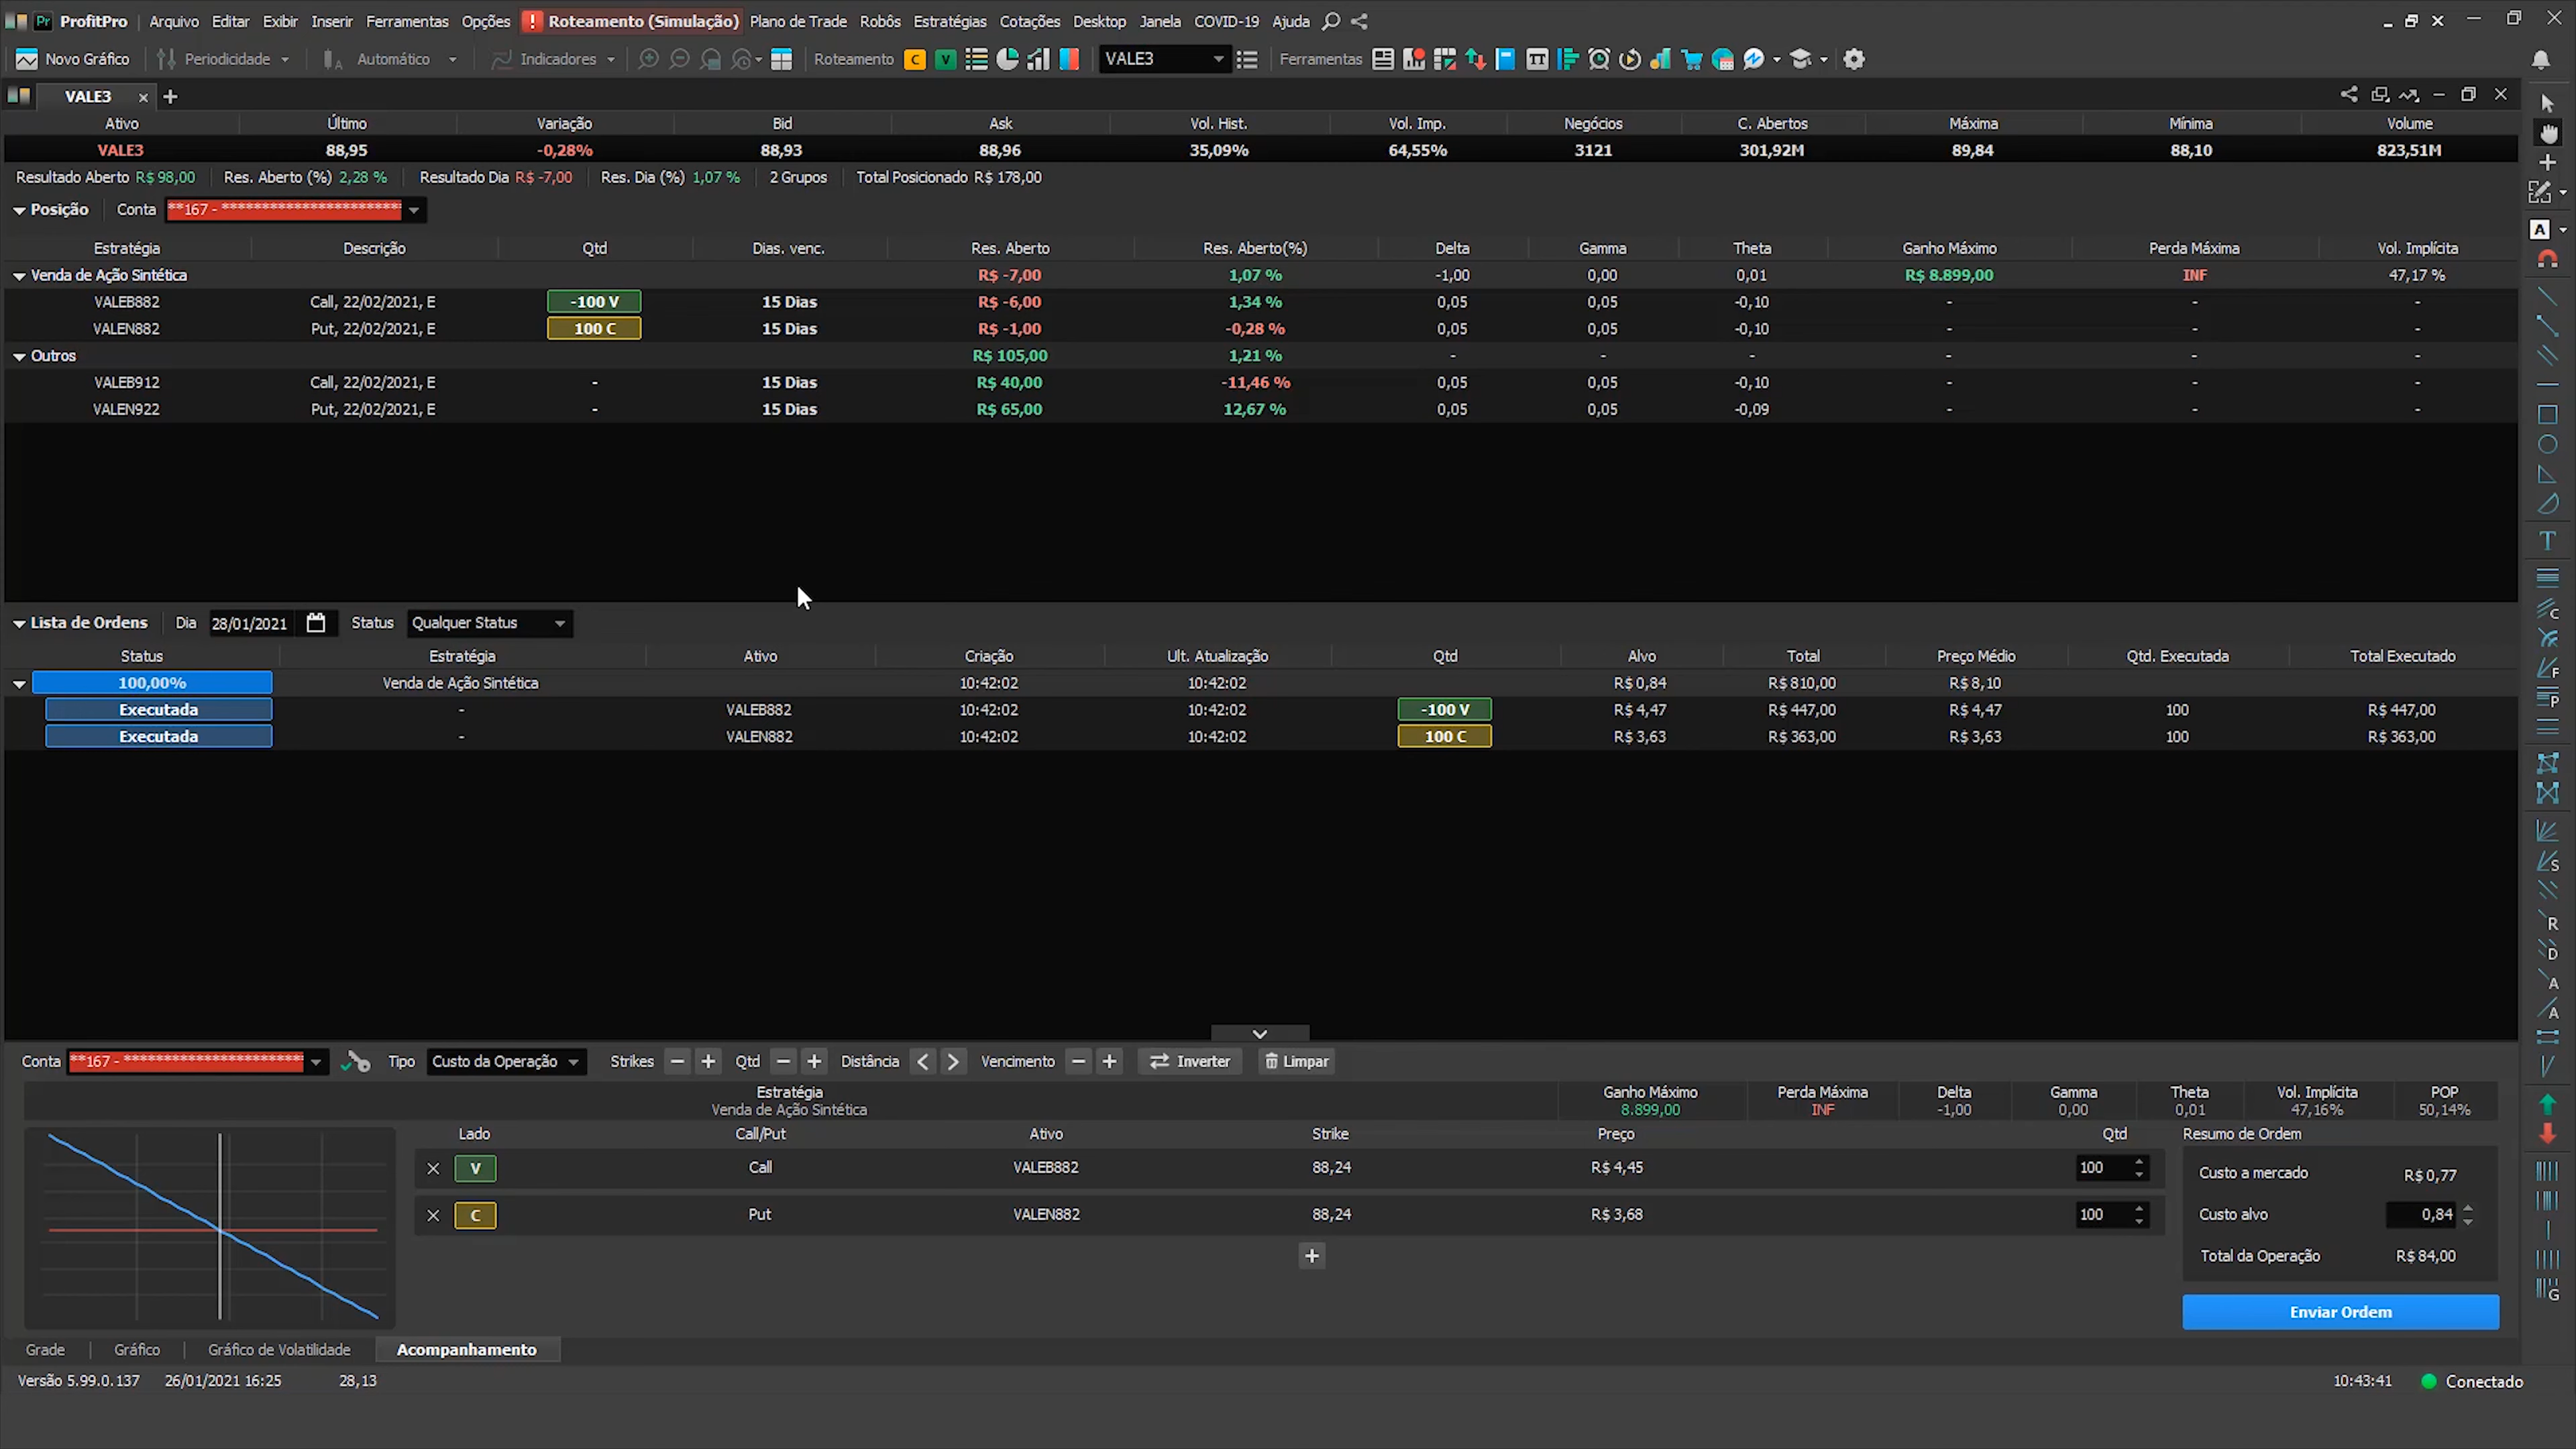 Pr ProfitPro Arquivo Editar Exibir Inserir Ferramentas Opções ! Roteamento (Simulação) Plano de Trade Robôs Estratégias Cotações Desktop Janela COVID-19 Ajuda
Novo Gráfico Periodicidade Automático Indicadores Roteamento C V VALE3 Ferramentas
VALE3
Ativo Último Variação Bid Ask Vol. Hist. Vol. Imp. Negócios C. Abertos Máxima Mínima Volume
VALE3 88,95 -0,28% 88,93 88,96 35,09% 64,55% 3121 301,92M 89,84 88,10 823,51M
Resultado Aberto R$ 98,00 Res. Aberto (%) 2,28 % Resultado Dia R$ -7,00 Res. Dia (%) 1,07 % 2 Grupos Total Posicionado R$ 178,00
Posição Conta **167 - ************************
Estratégia Descrição Qtd Dias. venc. Res. Aberto Res. Aberto(%) Delta Gamma Theta Ganho Máximo Perda Máxima Vol. Implícita
Venda de Ação Sintética R$ -7,00 1,07 % -1,00 0,00 0,01 R$ 8.899,00 INF 47,17 %
VALEB882 Call, 22/02/2021, E -100 V 15 Dias R$ -6,00 1,34 % 0,05 0,05 -0,10 - - -
VALEN882 Put, 22/02/2021, E 100 C 15 Dias R$ -1,00 -0,28 % 0,05 0,05 -0,10 - - -
Outros R$ 105,00 1,21 % - - - - - -
VALEB912 Call, 22/02/2021, E - 15 Dias R$ 40,00 -11,46 % 0,05 0,05 -0,10 - - -
VALEN922 Put, 22/02/2021, E - 15 Dias R$ 65,00 12,67 % 0,05 0,05 -0,09 - - -
Lista de Ordens Dia 28/01/2021 Status Qualquer Status
Status Estratégia Ativo Criação Ult. Atualização Qtd Alvo Total Preço Médio Qtd. Executada Total Executado
100,00% Venda de Ação Sintética 10:42:02 10:42:02 R$ 0,84 R$ 810,00 R$ 8,10
Executada - VALEB882 10:42:02 10:42:02 -100 V R$ 4,47 R$ 447,00 R$ 4,47 100 R$ 447,00
Executada - VALEN882 10:42:02 10:42:02 100 C R$ 3,63 R$ 363,00 R$ 3,63 100 R$ 363,00
Conta **167 - ************************ Tipo Custo da Operação Strikes - + Qtd - + Distância < > Vencimento - + Inverter Limpar
Estratégia Ganho Máximo Perda Máxima Delta Gamma Theta Vol. Implícita POP
Venda de Ação Sintética 8.899,00 INF -1,00 0,00 0,01 47,16% 50,14%
Lado Call/Put Ativo Strike Preço Qtd Resumo de Ordem
V Call VALEB882 88,24 R$ 4,45 100 Custo a mercado R$ 0,77
C Put VALEN882 88,24 R$ 3,68 100 Custo alvo 0,84
+ Total da Operação R$ 84,00
Enviar Ordem
Grade Gráfico Gráfico de Volatilidade Acompanhamento
Versão 5.99.0.137 26/01/2021 16:25 28,13 10:43:41 Conectado
A
T
C
F
P
S
R
D
A
A
G